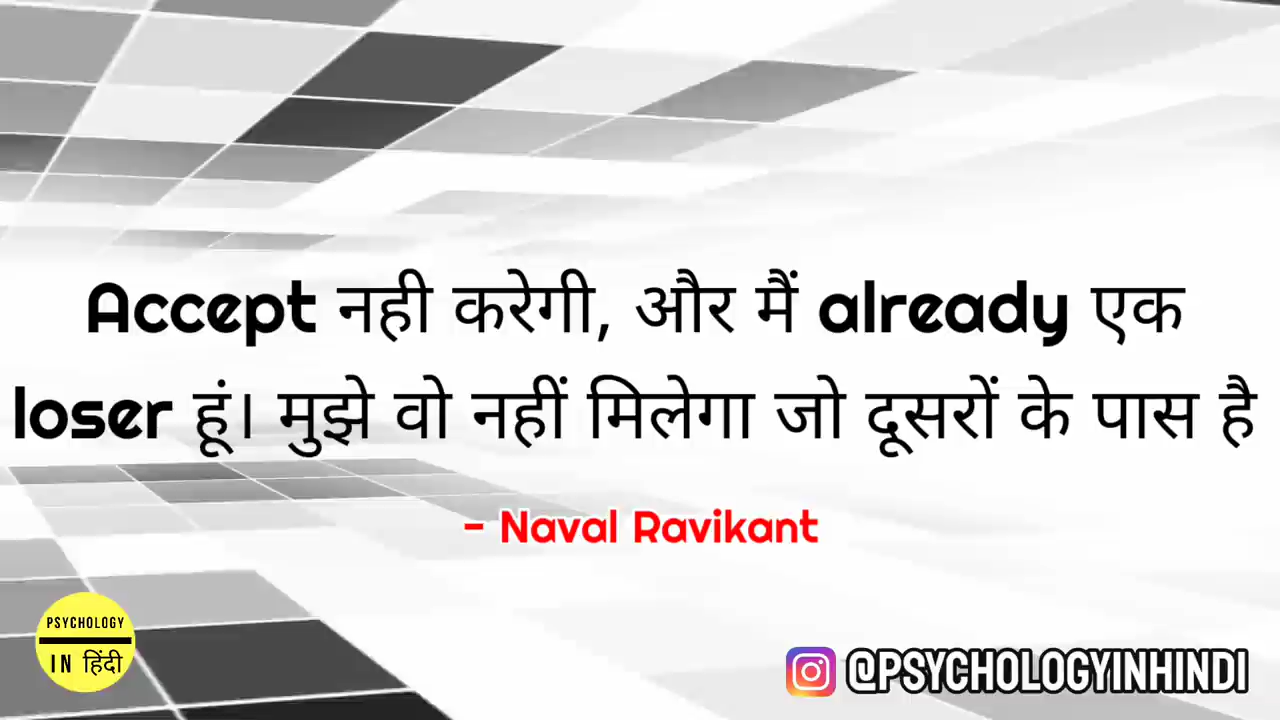 Accept नही करेगी, और मैं already एक
loser हूं। मुझे वो नहीं मिलेगा जो दूसरों के पास है
- Naval Ravikant
PSYCHOLOGY
IN हिंदी
@PSYCHOLOGYINHINDI